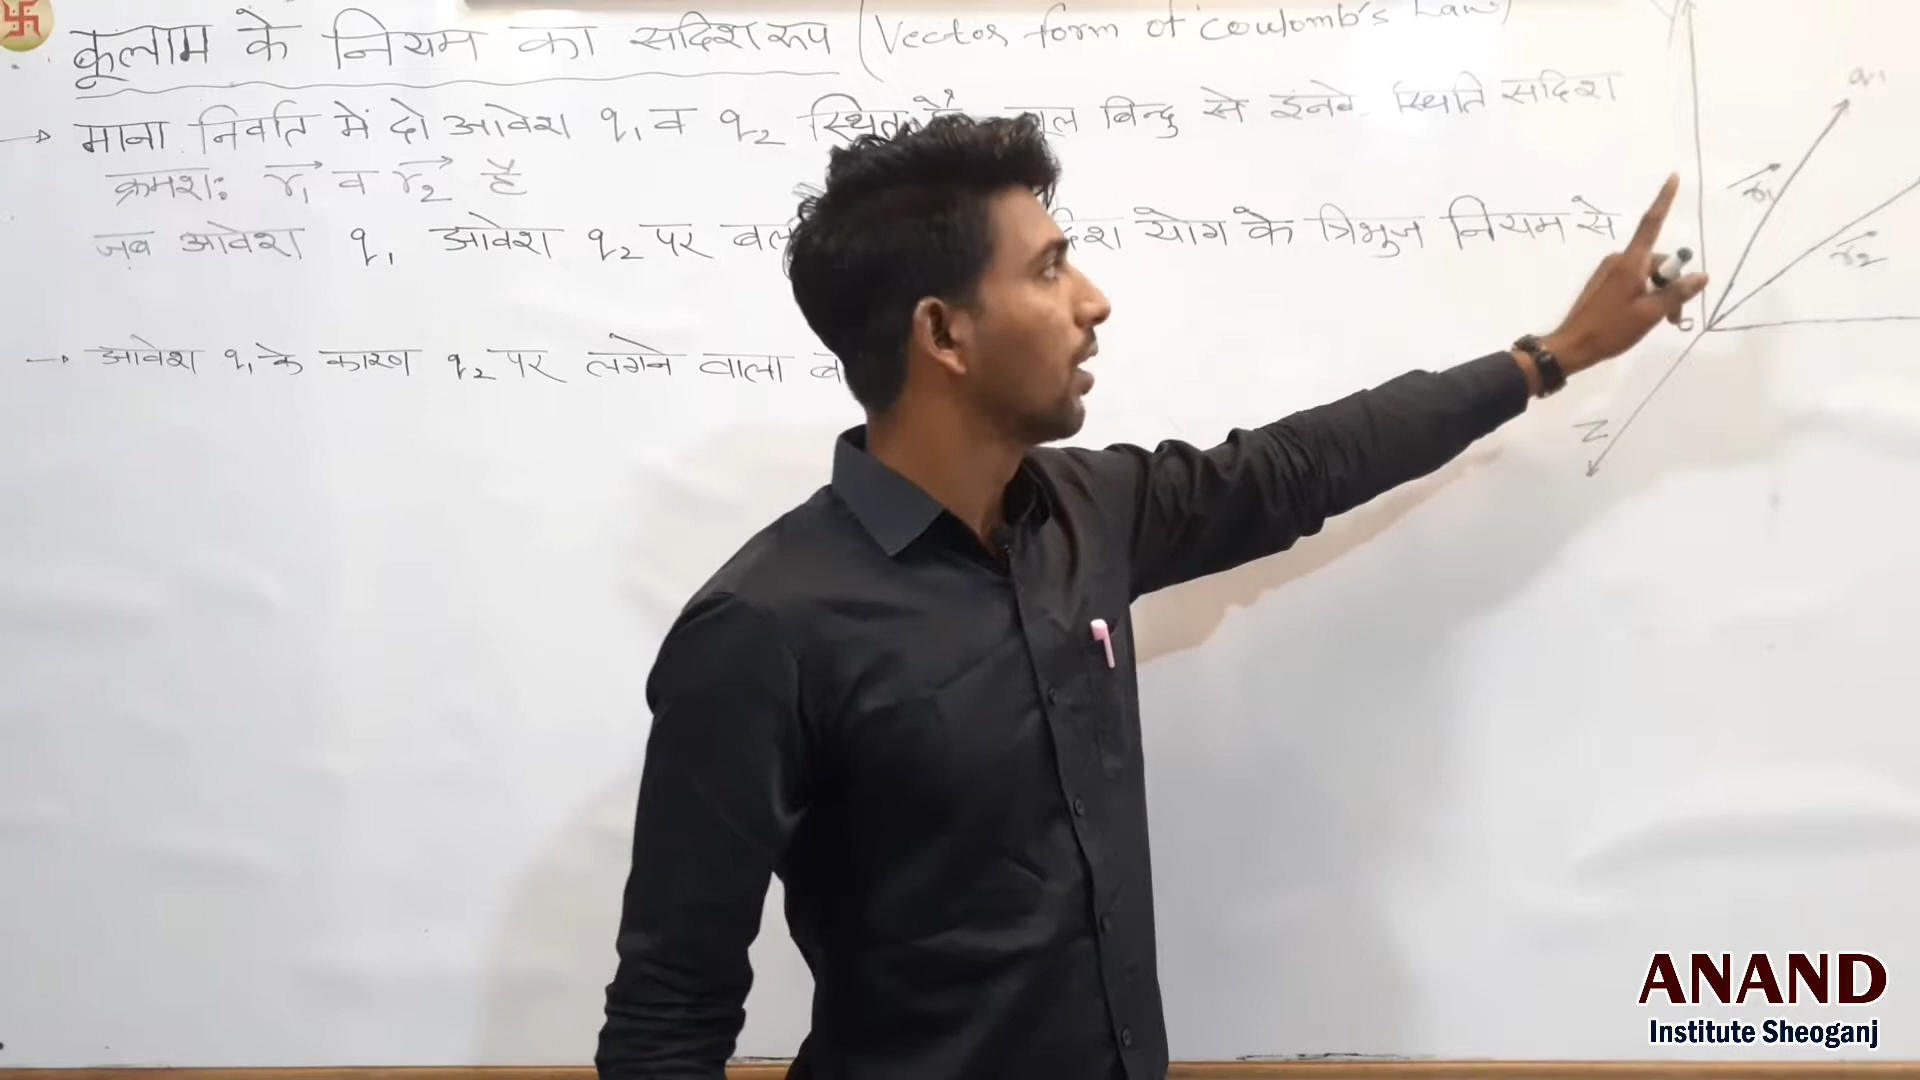 कूलाम के नियम का सदिश रूप (Vector form of Coulomb's Law)
→ माना निर्वात में दो आवेश q₁ व q₂ स्थित है बिन्दु से इनके स्थिति सदिश
क्रमशः r₁ व r₂ है
जब आवेश q₁ आवेश q₂ पर बल योग के त्रिभुज नियम से
→ आवेश q₁ के कारण q₂ पर लगने वाला
Y
q₁
r₁
r₂
O
Z
ANAND
Institute Sheoganj